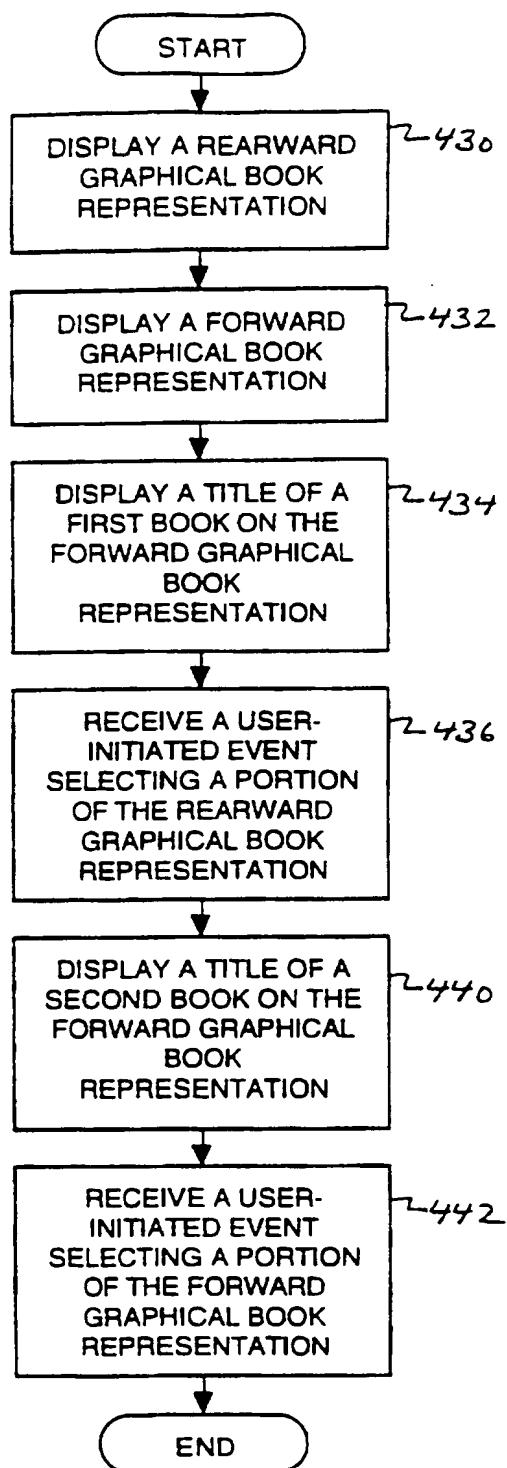 START
DISPLAY A REARWARD
GRAPHICAL BOOK
REPRESENTATION
430
DISPLAY A FORWARD
GRAPHICAL BOOK
REPRESENTATION
432
DISPLAY A TITLE OF A
FIRST BOOK ON THE
FORWARD GRAPHICAL
BOOK
REPRESENTATION
434
RECEIVE A USER-
INITIATED EVENT
SELECTING A PORTION
OF THE REARWARD
GRAPHICAL BOOK
REPRESENTATION
436
DISPLAY A TITLE OF A
SECOND BOOK ON THE
FORWARD GRAPHICAL
BOOK
REPRESENTATION
440
RECEIVE A USER-
INITIATED EVENT
SELECTING A PORTION
OF THE FORWARD
GRAPHICAL BOOK
REPRESENTATION
442
END